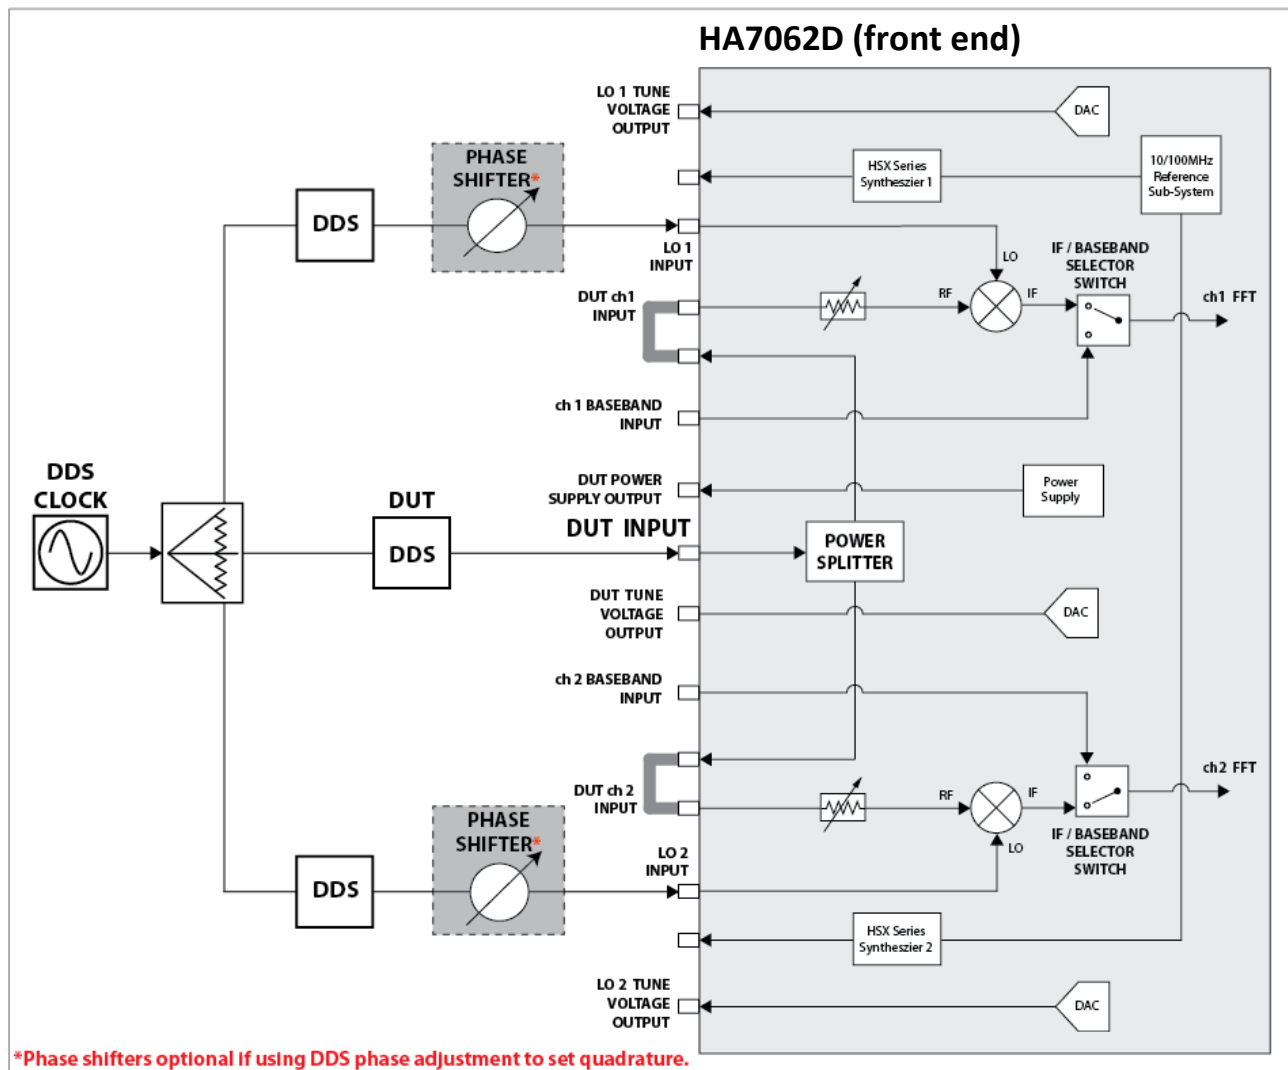 HA7062D (front end)
LO 1 TUNE
VOLTAGE
OUTPUT
DAC
PHASE
SHIFTER*
HSX Series
Syntheszier 1
10/100MHz
Reference
Sub-System
DDS
LO 1
INPUT
LO
IF / BASEBAND
SELECTOR
SWITCH
DUT ch1
INPUT
RF
IF
ch1 FFT
ch 1 BASEBAND
INPUT
DDS
CLOCK
DUT
DDS
DUT POWER
SUPPLY OUTPUT
Power
Supply
DUT INPUT
POWER
SPLITTER
DUT TUNE
VOLTAGE
OUTPUT
DAC
ch 2 BASEBAND
INPUT
DUT ch 2
INPUT
RF
IF
ch2 FFT
PHASE
SHIFTER*
LO
IF / BASEBAND
SELECTOR
SWITCH
LO 2
INPUT
DDS
HSX Series
Syntheszier 2
LO 2 TUNE
VOLTAGE
OUTPUT
DAC
*Phase shifters optional if using DDS phase adjustment to set quadrature.